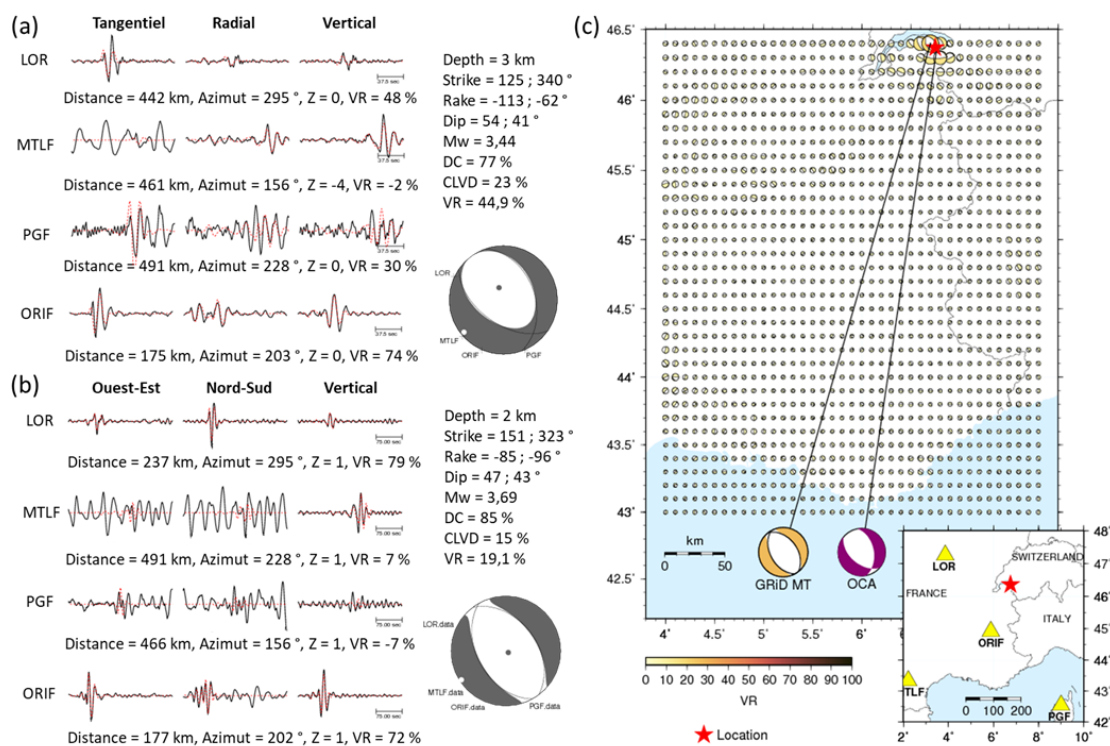 (a)
Tangentiel Radial Vertical
LOR
37.5 sec
Distance = 442 km, Azimut = 295 °, Z = 0, VR = 48 %
MTLF
37.5 sec
Distance = 461 km, Azimut = 156 °, Z = -4, VR = -2 %
PGF
37.5 sec
Distance = 491 km, Azimut = 228 °, Z = 0, VR = 30 %
ORIF
37.5 sec
Distance = 175 km, Azimut = 203 °, Z = 0, VR = 74 %
Depth = 3 km
Strike = 125 ; 340 °
Rake = -113 ; -62 °
Dip = 54 ; 41 °
Mw = 3,44
DC = 77 %
CLVD = 23 %
VR = 44,9 %
LOR
MTLF
ORIF
PGF
(b)
Ouest-Est Nord-Sud Vertical
LOR
75.00 sec
Distance = 237 km, Azimut = 295 °, Z = 1, VR = 79 %
MTLF
75.00 sec
Distance = 491 km, Azimut = 228 °, Z = 1, VR = 7 %
PGF
75.00 sec
Distance = 466 km, Azimut = 156 °, Z = 1, VR = -7 %
ORIF
75.00 sec
Distance = 177 km, Azimut = 202 °, Z = 1, VR = 72 %
Depth = 2 km
Strike = 151 ; 323 °
Rake = -85 ; -96 °
Dip = 47 ; 43 °
Mw = 3,69
DC = 85 %
CLVD = 15 %
VR = 19,1 %
LOR.data
MTLF.data
ORIF.data
PGF.data
(c)
46.5˚
46˚
45.5˚
45˚
44.5˚
44˚
43.5˚
43˚
42.5˚
4˚ 4.5˚ 5˚ 5.5˚ 6˚
km
0 50
GRiD MT
OCA
0 10 20 30 40 50 60 70 80 90 100
VR
Location
LOR
SWITZERLAND
FRANCE
ITALY
ORIF
TLF
PGF
0 100 200
47˚
46˚
45˚
44˚
43˚
42˚
2˚ 4˚ 6˚ 8˚ 10˚